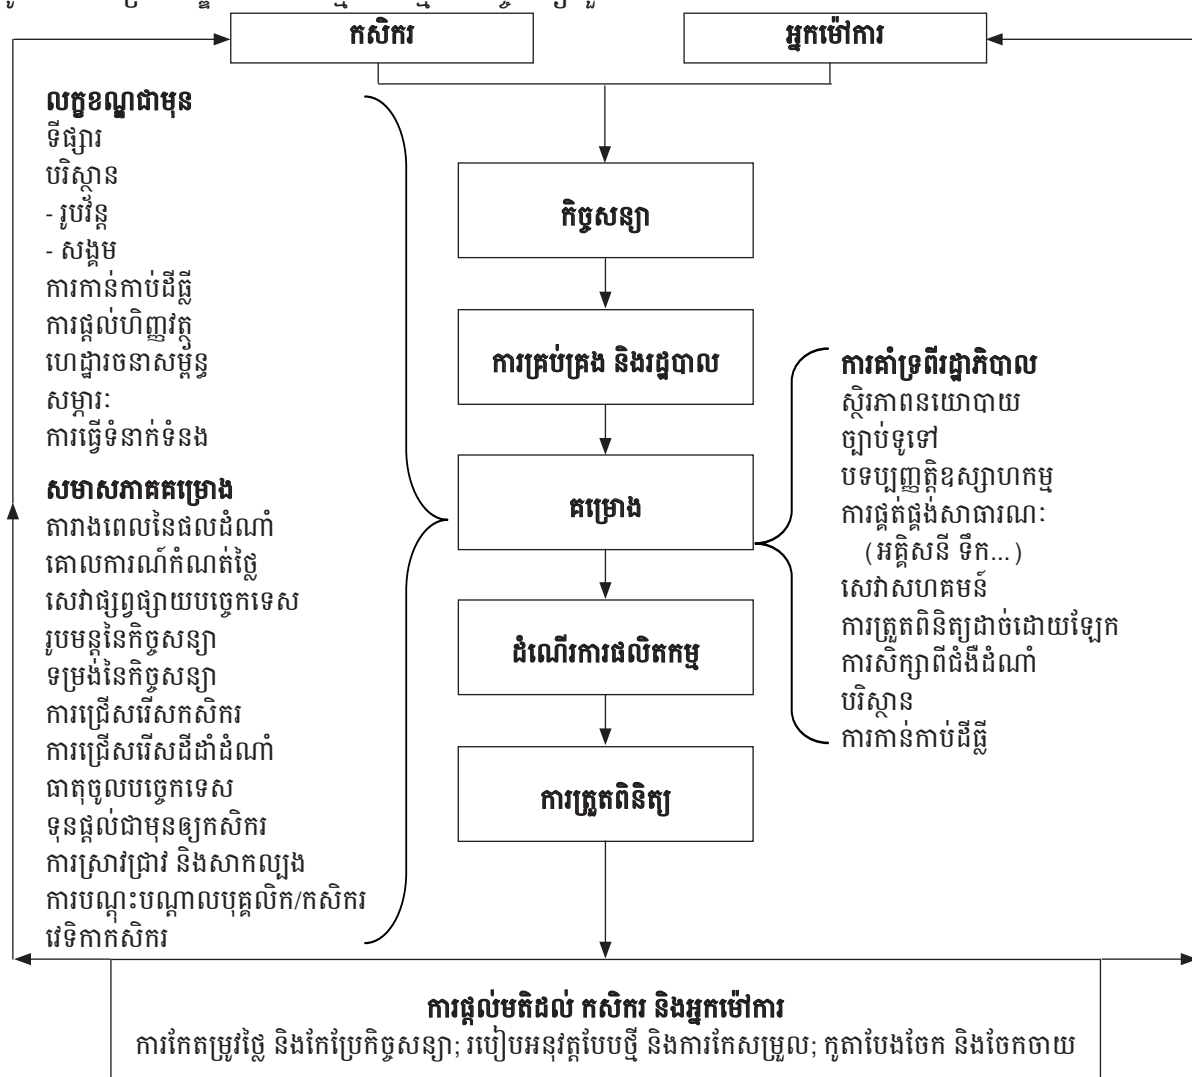 កសិករ
អ្នកម៉ៅការ
លក្ខខណ្ឌជាមុន
ទីផ្សារ
បរិស្ថាន
- រូបវ័ន្ត
- សង្គម
ការកាន់កាប់ដីធ្លី
ការផ្តល់ហិញ្ញវត្ថុ
ហេដ្ឋារចនាសម្ព័ន្ធ
សម្ភារៈ
ការធ្វើទំនាក់ទំនង
សមាសភាគគម្រោង
តារាងពេលនៃផលដំណាំ
គោលការណ៍កំណត់ថ្លៃ
សេវាផ្សព្វផ្សាយបច្ចេកទេស
រូបមន្តនៃកិច្ចសន្យា
ទម្រង់នៃកិច្ចសន្យា
ការជ្រើសរើសកសិករ
ការជ្រើសរើសដីដាំដំណាំ
ធាតុចូលបច្ចេកទេស
ទុនផ្តល់ជាមុនឲ្យកសិករ
ការស្រាវជ្រាវ និងសាកល្បង
ការបណ្តុះបណ្តាលបុគ្គលិក/កសិករ
វេទិកាកសិករ
កិច្ចសន្យា
ការគ្រប់គ្រង និងរដ្ឋបាល
គម្រោង
ដំណើរការផលិតកម្ម
ការត្រួតពិនិត្យ
ការគាំទ្រពីរដ្ឋាភិបាល
ស្ថិរភាពនយោបាយ
ច្បាប់ទូទៅ
បទប្បញ្ញត្តិឧស្សាហកម្ម
ការផ្គត់ផ្គង់សាធារណៈ
(អគ្គិសនី ទឹក...)
សេវាសហគមន៍
ការត្រួតពិនិត្យដាច់ដោយឡែក
ការសិក្សាពីជំងឺដំណាំ
បរិស្ថាន
ការកាន់កាប់ដីធ្លី
ការផ្តល់មតិដល់ កសិករ និងអ្នកម៉ៅការ
ការកែតម្រូវថ្លៃ និងកែប្រែកិច្ចសន្យា; របៀបអនុវត្តបែបថ្មី និងការកែសម្រួល; កូតាបែងចែក និងចែកចាយ